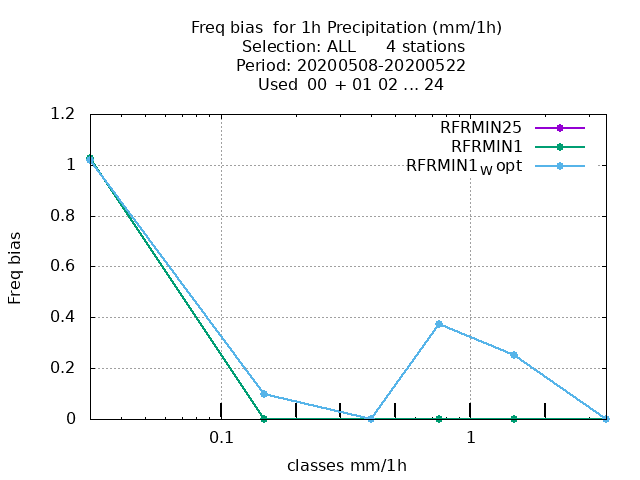 Freq bias  for 1h Precipitation (mm/1h)
Selection: ALL      4 stations
Period: 20200508-20200522
Used  00  + 01 02 ... 24
RFRMIN25
RFRMIN1
RFRMIN1w opt
1.2
1
0.8
0.6
0.4
0.2
0
Freq bias
0.1
1
classes mm/1h